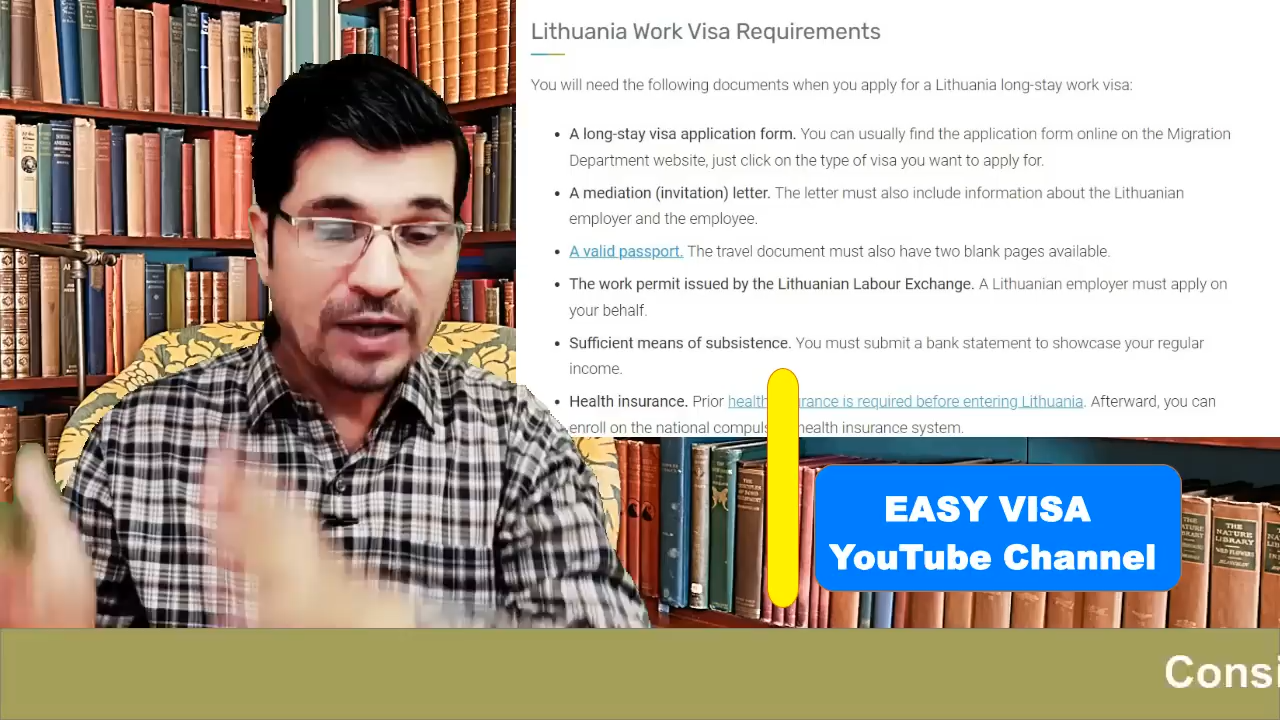 Lithuania Work Visa Requirements
You will need the following documents when you apply for a Lithuania long-stay work visa:
A long-stay visa application form. You can usually find the application form online on the Migration
Department website, just click on the type of visa you want to apply for.
A mediation (invitation) letter. The letter must also include information about the Lithuanian
employer and the employee.
A valid passport. The travel document must also have two blank pages available.
The work permit issued by the Lithuanian Labour Exchange. A Lithuanian employer must apply on
your behalf.
Sufficient means of subsistence. You must submit a bank statement to showcase your regular
income.
Health insurance. Prior is required before entering Lithuania. Afterward, you can
enroll on the national health insurance system.
EASY VISA
YouTube Channel
THE
NATURE
LIBRARY
WILD FLOWERS
Consi